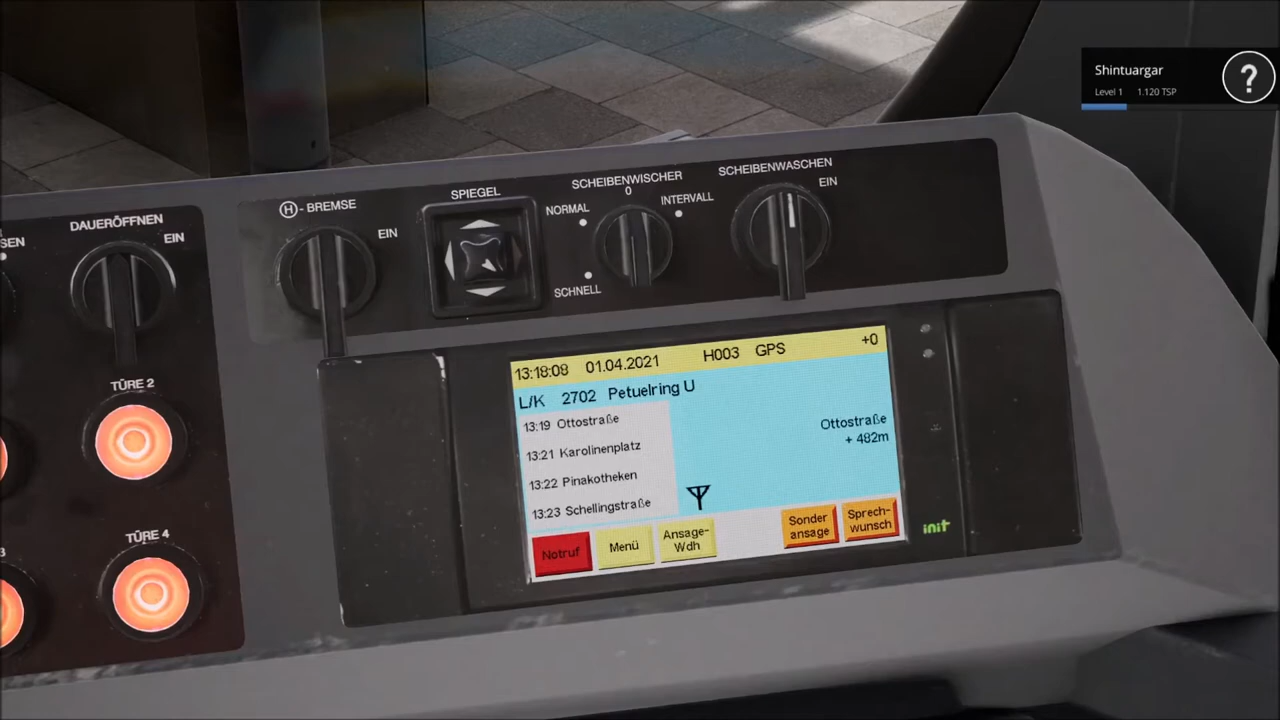 Shintuargar
Level 1 1.120 TSP
?
SCHEIBENWASCHEN
EIN
SCHEIBENWISCHER
0
NORMAL
INTERVALL
SCHNELL
SPIEGEL
H - BREMSE
EIN
DAUERÖFFNEN
EIN
SEN
TÜRE 2
TÜRE 4
3
13:18:08 01.04.2021 H003 GPS +0
L/K 2702 Petuelring U
13:19 Ottostraße
13:21 Karolinenplatz
13:22 Pinakotheken
13:23 Schellingstraße
Ottostraße
+ 482m
Notruf
Menü
Ansage-
Wdh
Sonder
ansage
Sprech-
wunsch
init